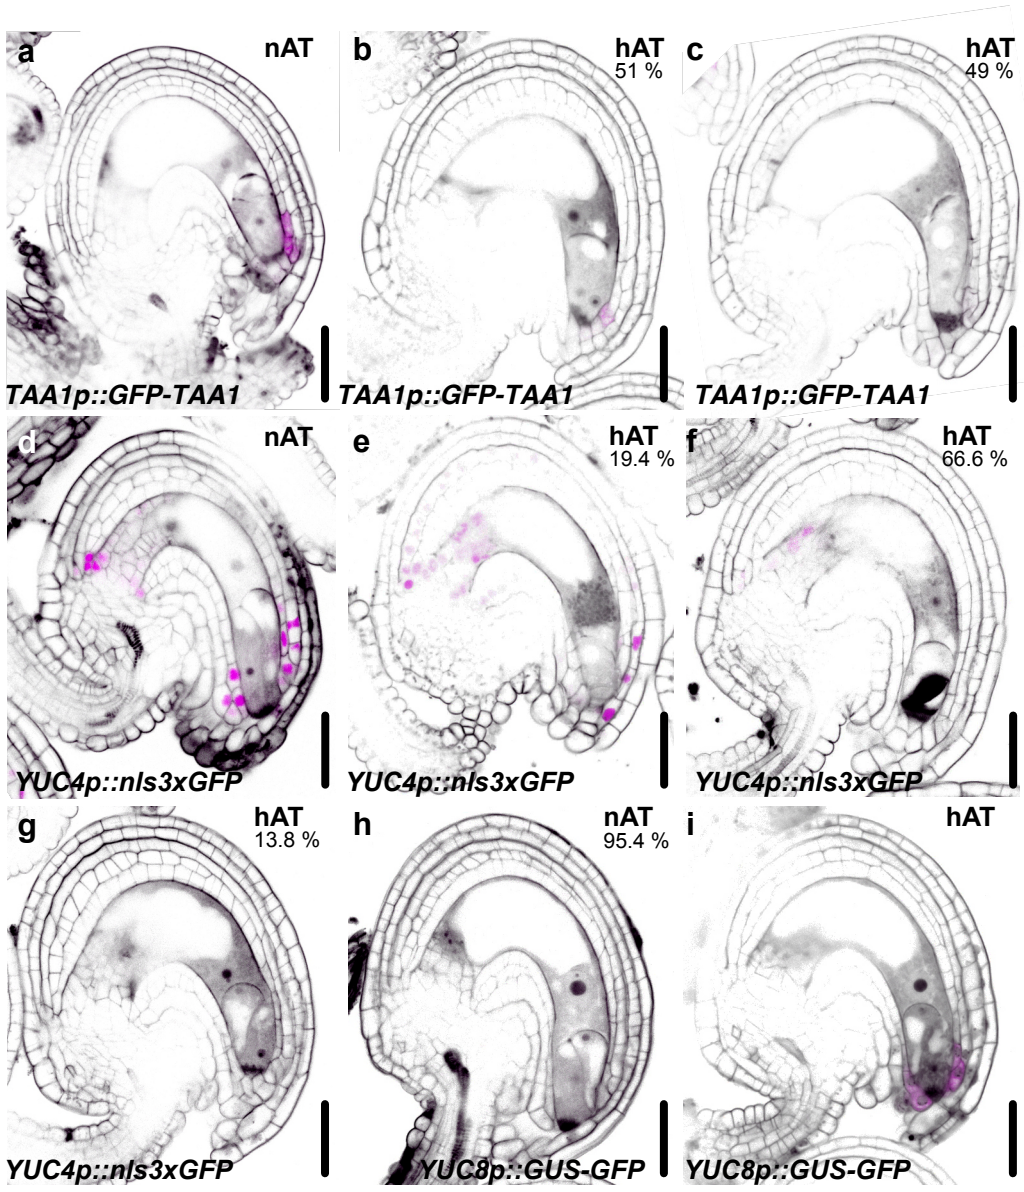 a
nAT
TAA1p::GFP-TAA1
b
hAT
51 %
TAA1p::GFP-TAA1
c
hAT
49 %
TAA1p::GFP-TAA1
d
nAT
YUC4p::nls3xGFP
e
hAT
19.4 %
YUC4p::nls3xGFP
f
hAT
66.6 %
YUC4p::nls3xGFP
g
hAT
13.8 %
YUC4p::nls3xGFP
h
nAT
95.4 %
YUC8p::GUS-GFP
i
hAT
YUC8p::GUS-GFP